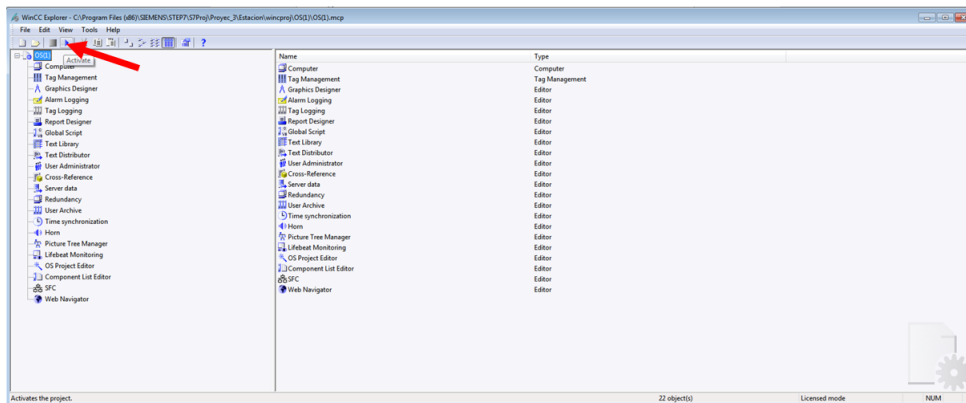 WinCC Explorer - C:\Program Files (x86)\SIEMENS\STEP7\S7Proj\Proyec_3\Estacion\wincproj\OS(1)\OS(1).mcp
File Edit View Tools Help
OS(1)
Activate
Computer
Tag Management
Graphics Designer
Alarm Logging
Tag Logging
Report Designer
Global Script
Text Library
Text Distributor
User Administrator
Cross-Reference
Server data
Redundancy
User Archive
Time synchronization
Horn
Picture Tree Manager
Lifebeat Monitoring
OS Project Editor
Component List Editor
SFC
Web Navigator
Name Type
Computer Computer
Tag Management Tag Management
Graphics Designer Editor
Alarm Logging Editor
Tag Logging Editor
Report Designer Editor
Global Script Editor
Text Library Editor
Text Distributor Editor
User Administrator Editor
Cross-Reference Editor
Server data Editor
Redundancy Editor
User Archive Editor
Time synchronization Editor
Horn Editor
Picture Tree Manager Editor
Lifebeat Monitoring Editor
OS Project Editor Editor
Component List Editor Editor
SFC Editor
Web Navigator Editor
Activates the project. 22 object(s) Licensed mode NUM